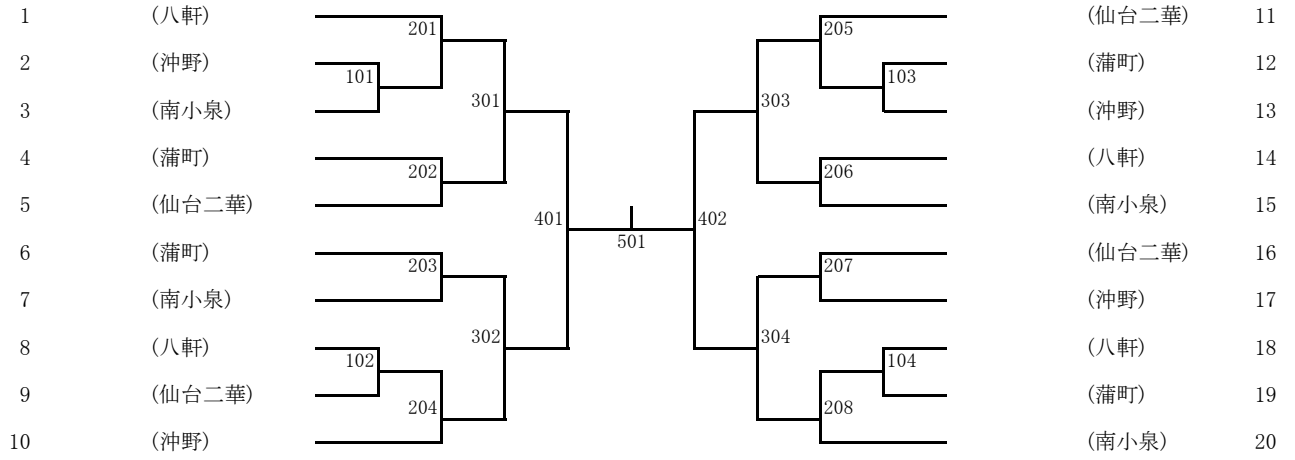 1 (八軒) 201 205 (仙台二華) 11
2 (沖野) 101 103 (蒲町) 12
3 (南小泉) 301 303 (沖野) 13
4 (蒲町) 202 206 (八軒) 14
5 (仙台二華) 401 501 402 (南小泉) 15
6 (蒲町) 203 207 (仙台二華) 16
7 (南小泉) 302 304 (沖野) 17
8 (八軒) 102 104 (八軒) 18
9 (仙台二華) 204 208 (蒲町) 19
10 (沖野) (南小泉) 20